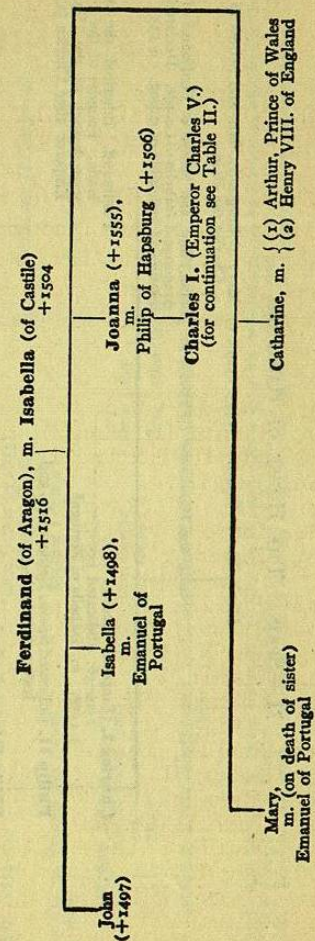 Ferdinand (of Aragon), m. Isabella (of Castile)
+1516
+1504
John
(+1497)
Isabella (+1498),
m.
Emanuel of
Portugal
Joanna (+1555),
m.
Philip of Hapsburg (+1506)
Charles I. (Emperor Charles V.)
(for continuation see Table II.)
Mary,
m. (on death of sister)
Emanuel of Portugal
Catharine, m. { (1) Arthur, Prince of Wales
(2) Henry VIII. of England